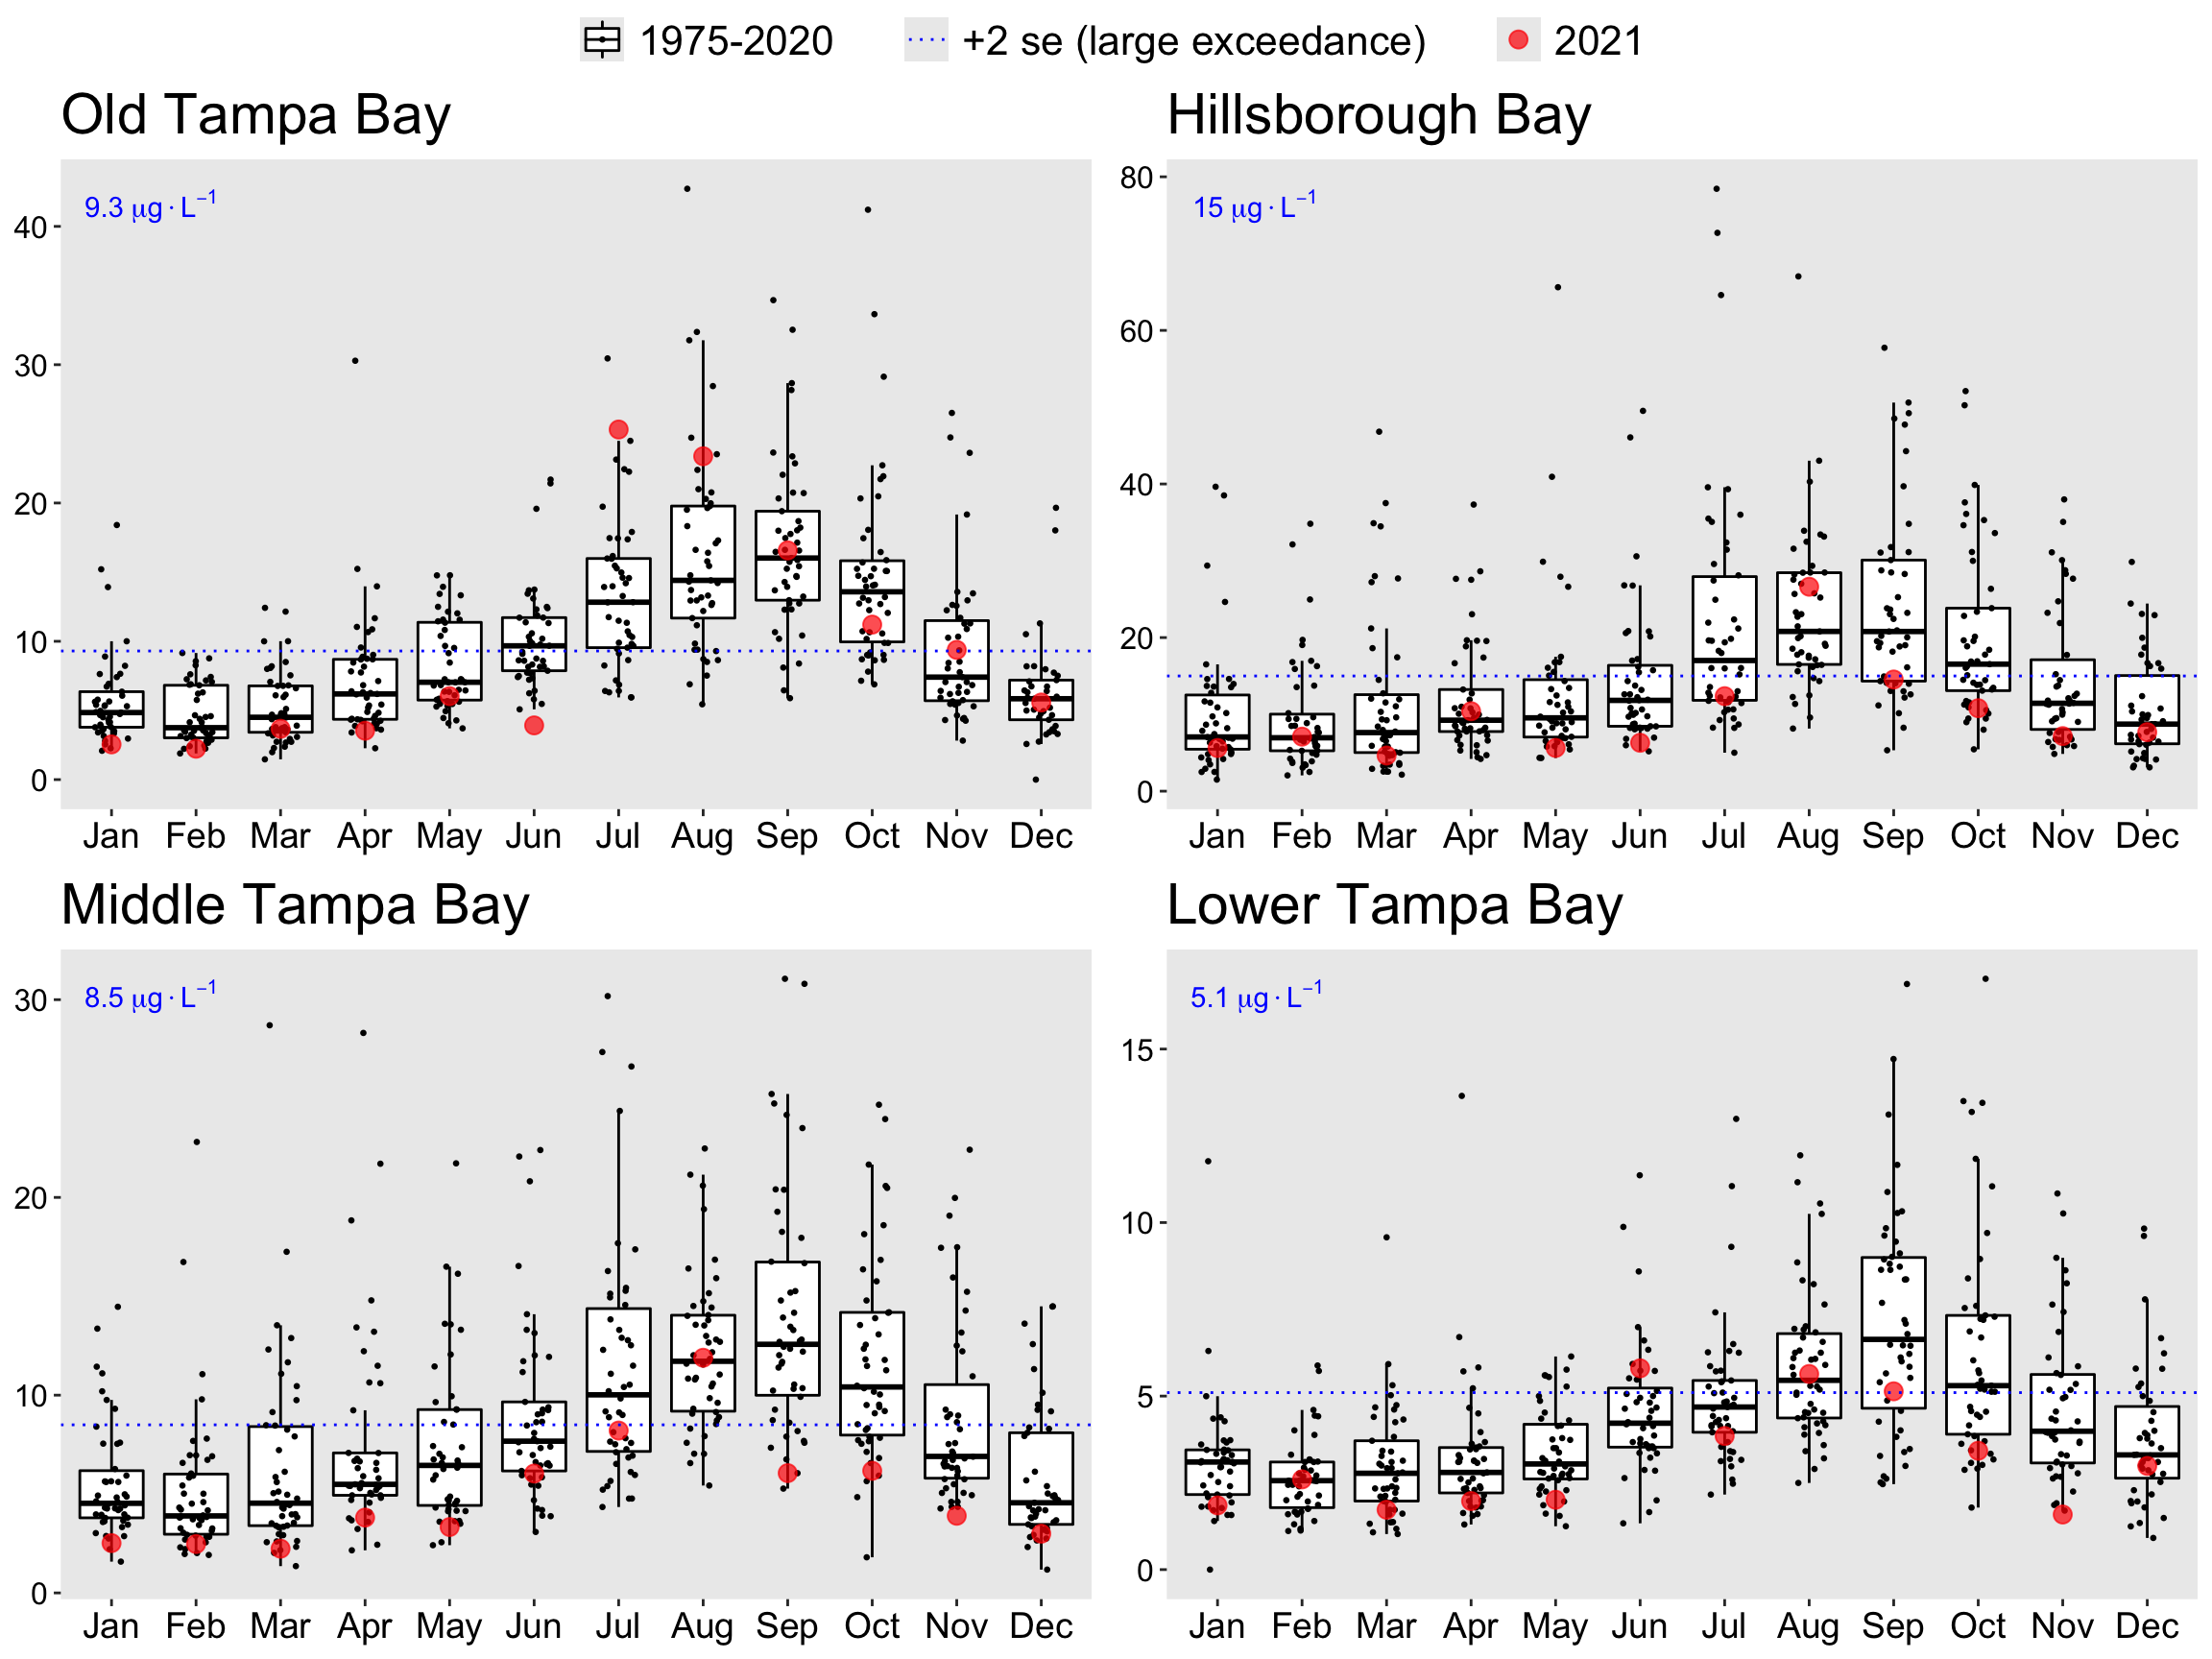 1975-2020 +2 se (large exceedance) 2021
Old Tampa Bay
9.3 μg·L⁻¹
40
30
20
10
0
Jan Feb Mar Apr May Jun Jul Aug Sep Oct Nov Dec
Hillsborough Bay
15 μg·L⁻¹
80
60
40
20
0
Jan Feb Mar Apr May Jun Jul Aug Sep Oct Nov Dec
Middle Tampa Bay
8.5 μg·L⁻¹
30
20
10
0
Jan Feb Mar Apr May Jun Jul Aug Sep Oct Nov Dec
Lower Tampa Bay
5.1 μg·L⁻¹
15
10
5
0
Jan Feb Mar Apr May Jun Jul Aug Sep Oct Nov Dec